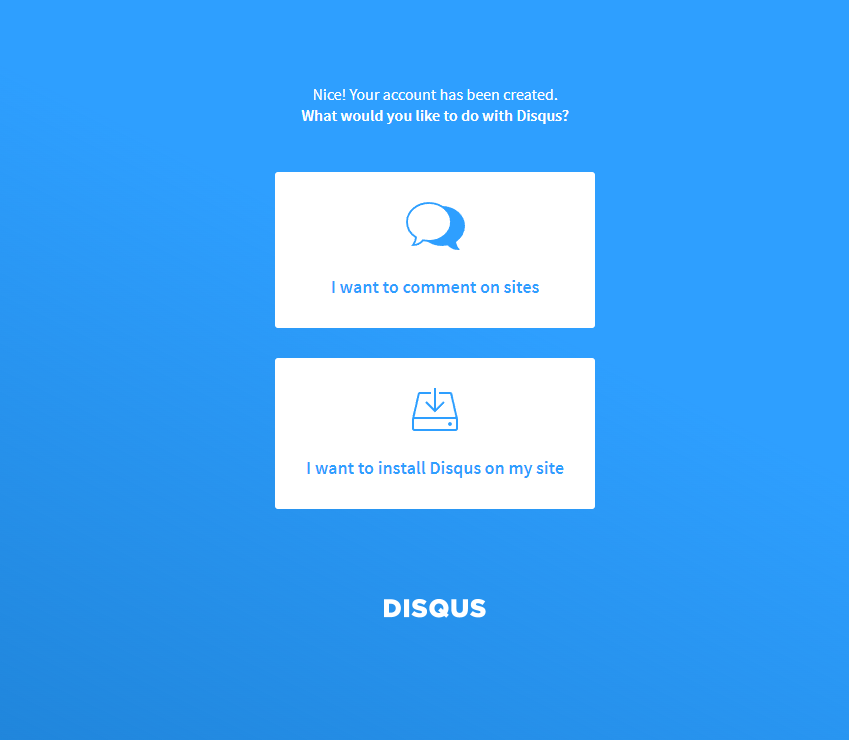 Nice! Your account has been created.
What would you like to do with Disqus?
I want to comment on sites
I want to install Disqus on my site
DISQUS